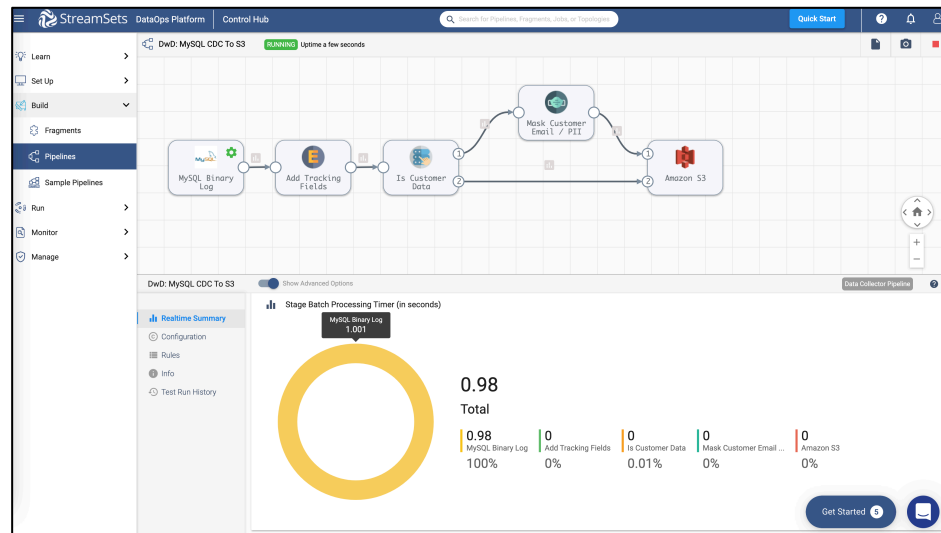 StreamSets DataOps Platform Control Hub
Search for Pipelines, Fragments, Jobs, or Topologies
Quick Start
?
Learn
Set Up
Build
Fragments
Pipelines
Sample Pipelines
Run
Monitor
Manage
DwD: MySQL CDC To S3 RUNNING Uptime a few seconds
MySQL
MySQL Binary
Log
E
Add Tracking
Fields
Is Customer
Data
1
2
Mask Customer
Email / PII
1
2
Amazon S3
+
−
DwD: MySQL CDC To S3 Show Advanced Options Data Collector Pipeline ?
Realtime Summary
Configuration
Rules
Info
Test Run History
Stage Batch Processing Timer (in seconds)
MySQL Binary Log
1.001
0.98
Total
0.98 0 0 0 0
MySQL Binary Log Add Tracking Fields Is Customer Data Mask Customer Email ... Amazon S3
100% 0% 0.01% 0% 0%
Get Started 5